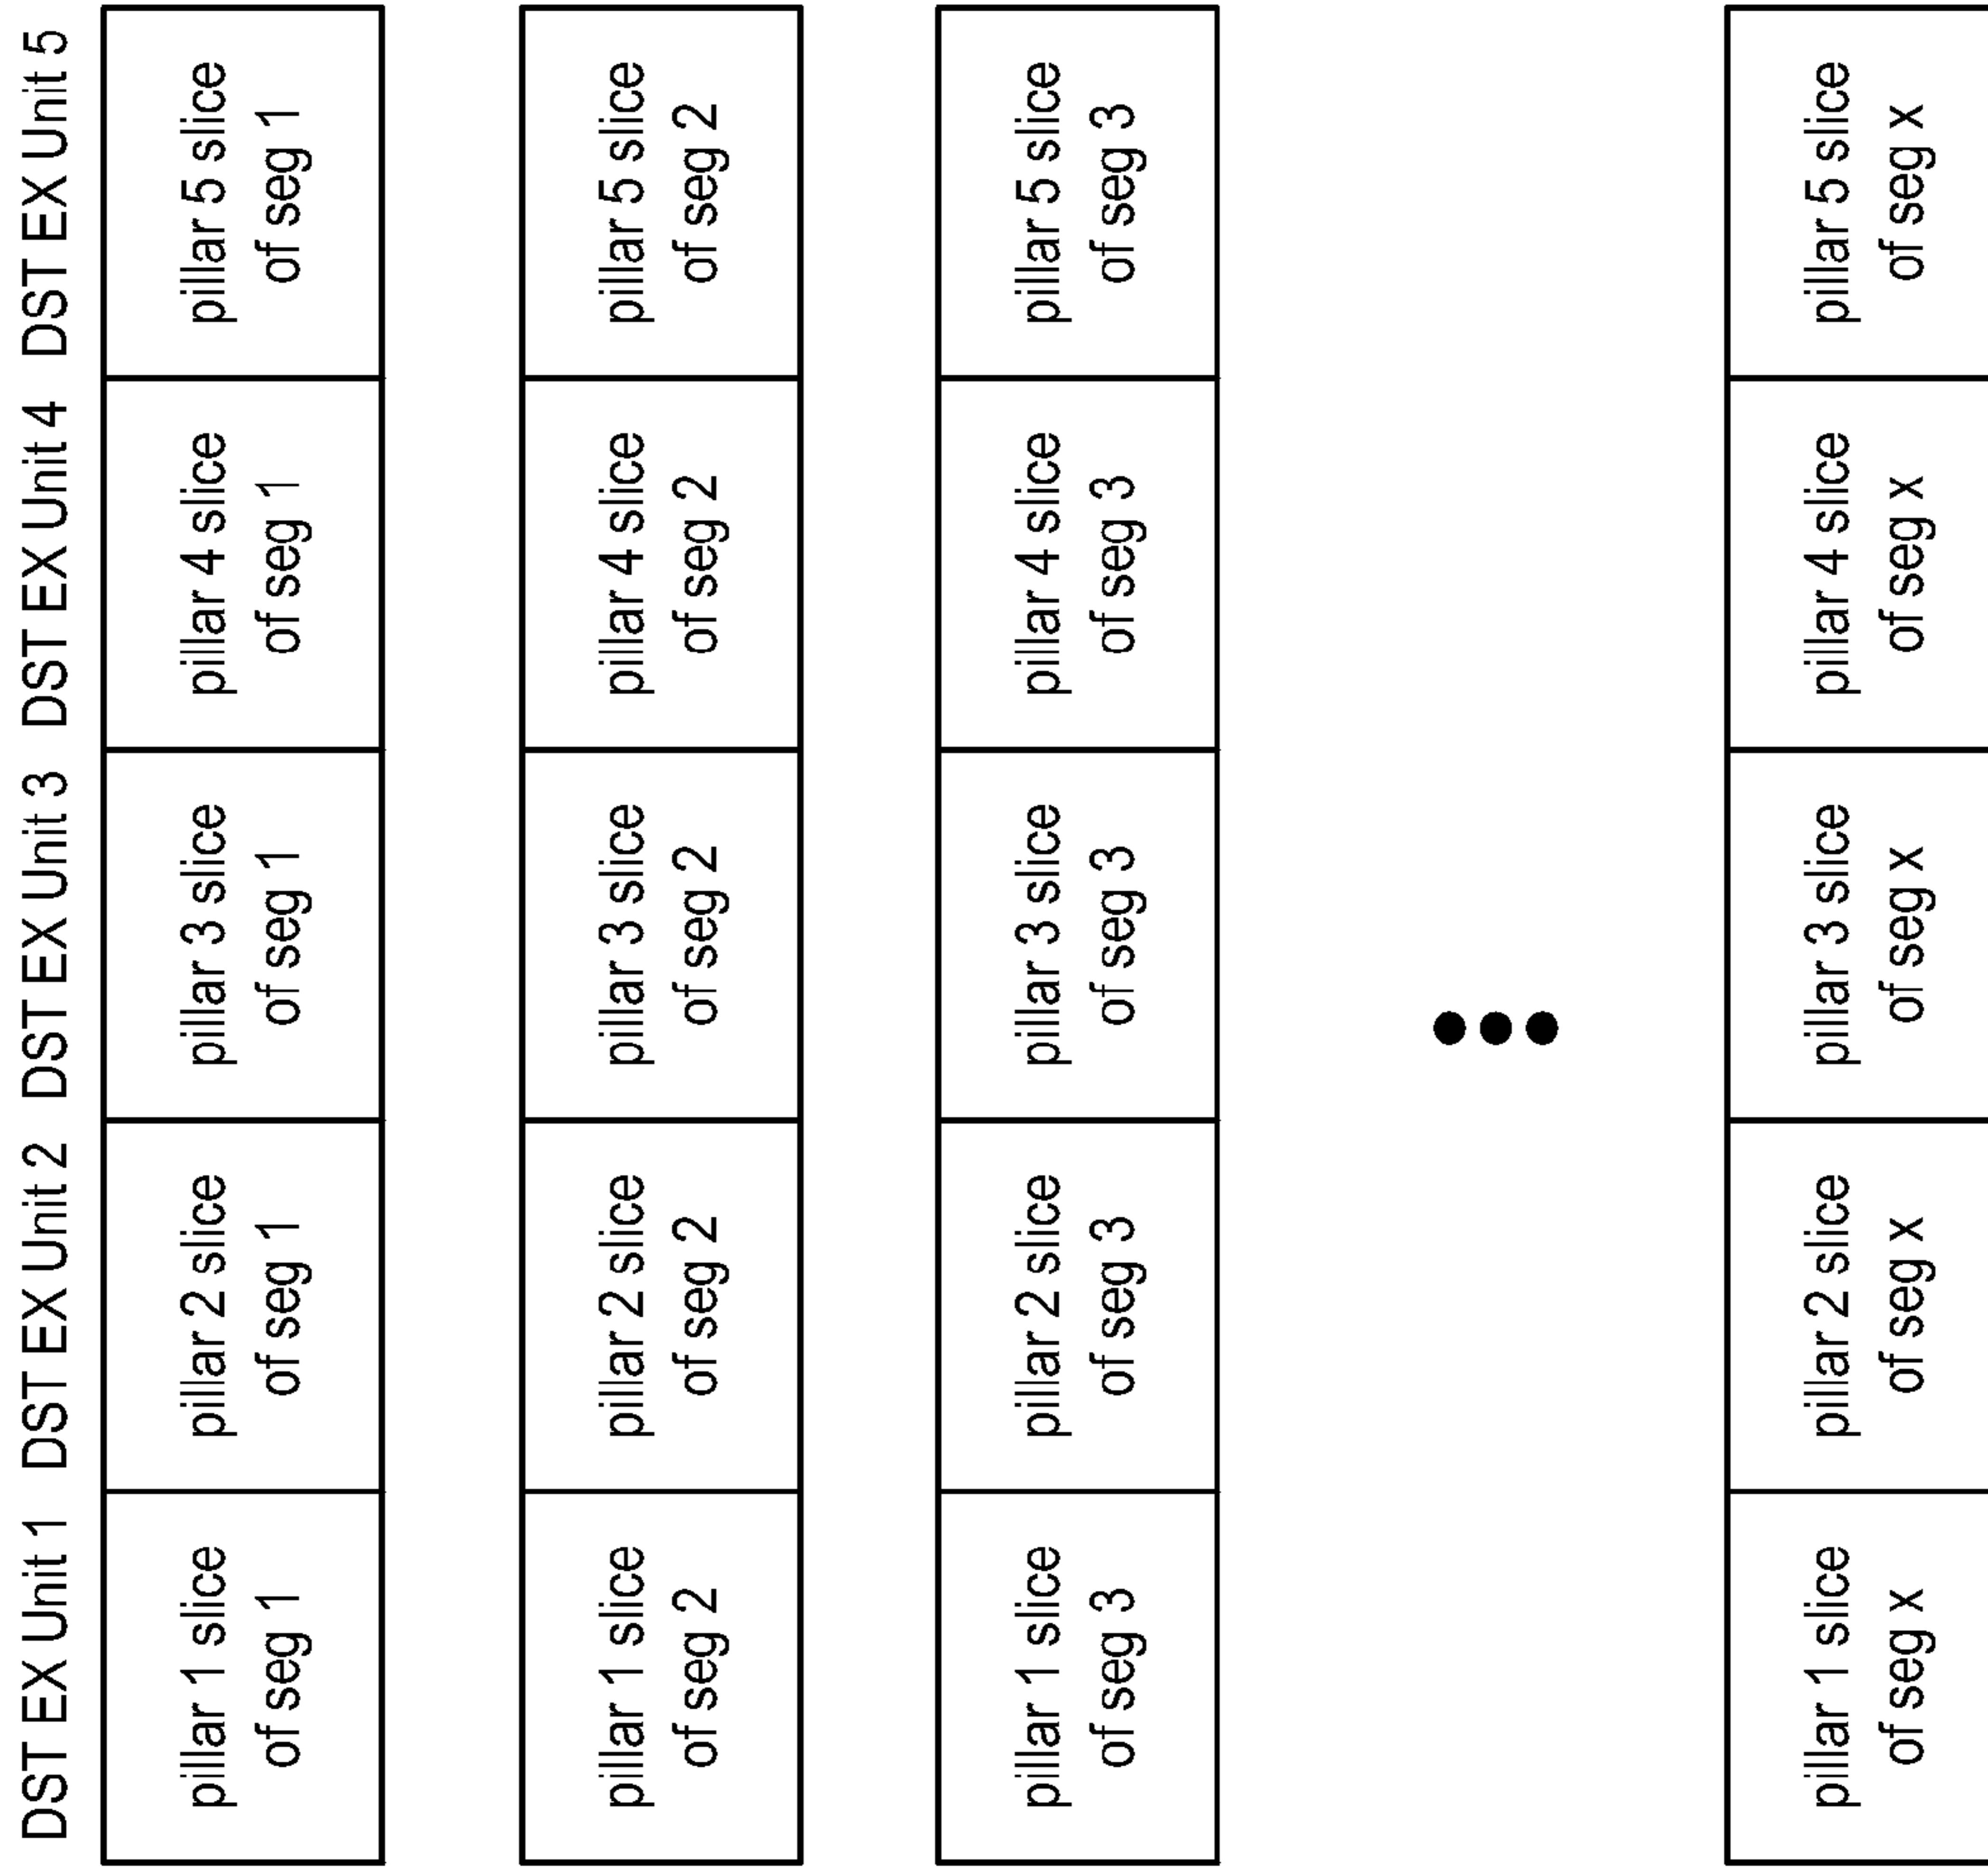 DST EX Unit 1 DST EX Unit 2 DST EX Unit 3 DST EX Unit 4 DST EX Unit 5
pillar 1 slice
of seg 1
pillar 2 slice
of seg 1
pillar 3 slice
of seg 1
pillar 4 slice
of seg 1
pillar 5 slice
of seg 1
pillar 1 slice
of seg 2
pillar 2 slice
of seg 2
pillar 3 slice
of seg 2
pillar 4 slice
of seg 2
pillar 5 slice
of seg 2
pillar 1 slice
of seg 3
pillar 2 slice
of seg 3
pillar 3 slice
of seg 3
pillar 4 slice
of seg 3
pillar 5 slice
of seg 3
pillar 1 slice
of seg x
pillar 2 slice
of seg x
pillar 3 slice
of seg x
pillar 4 slice
of seg x
pillar 5 slice
of seg x